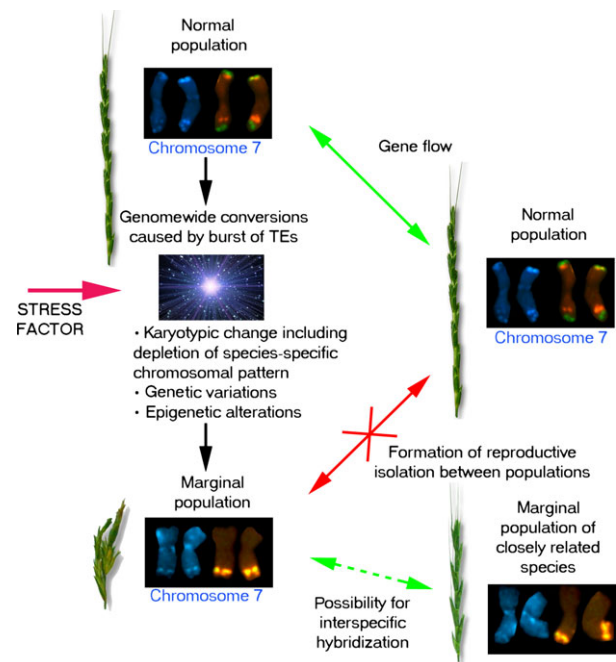 Normal
population
Chromosome 7
Gene flow
Genomewide conversions
caused by burst of TEs
Normal
population
Chromosome 7
STRESS
FACTOR
• Karyotypic change including
depletion of species-specific
chromosomal pattern
• Genetic variations
• Epigenetic alterations
Formation of reproductive
isolation between populations
Marginal
population
Chromosome 7
Marginal
population of
closely related
species
Possibility for
interspecific
hybridization